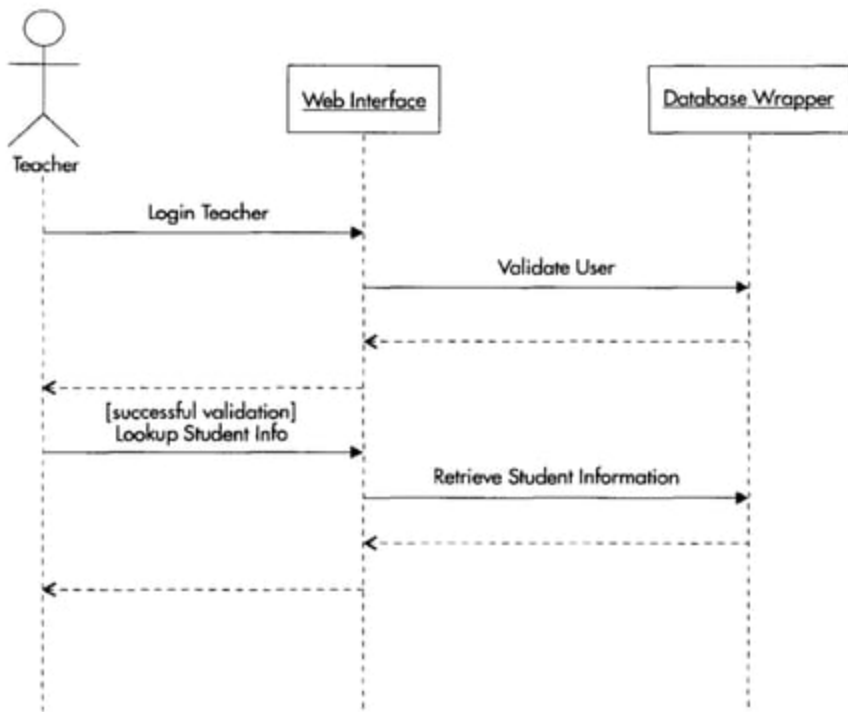 Web Interface
Database Wrapper
Teacher
Login Teacher
Validate User
[successful validation]
Lookup Student Info
Retrieve Student Information